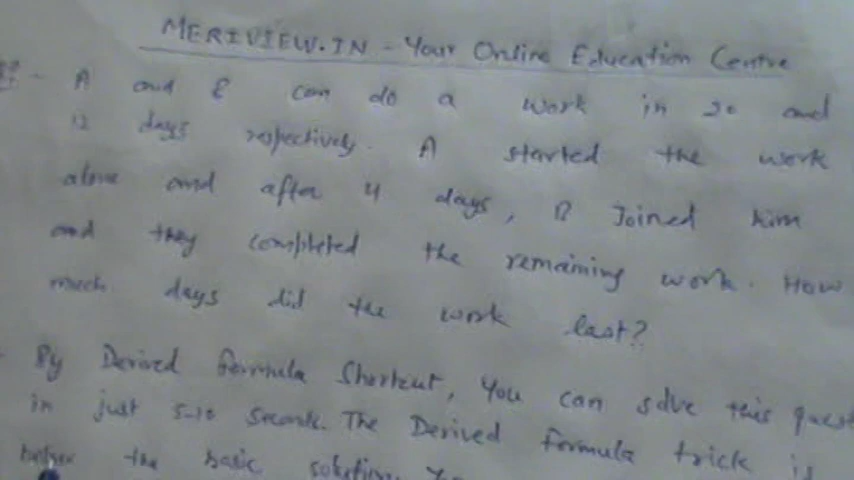 MERIVIEW.IN - Your Online Education Centre
- A and B can do a work in 20 and
12 days respectively. A started the work
alone and after 4 days, B Joined him
and they completed the remaining work. How
much days did the work last?
- By Derived formula Shortcut, You can solve this quest
in just 5-10 seconds. The Derived formula trick is
the basic solution.